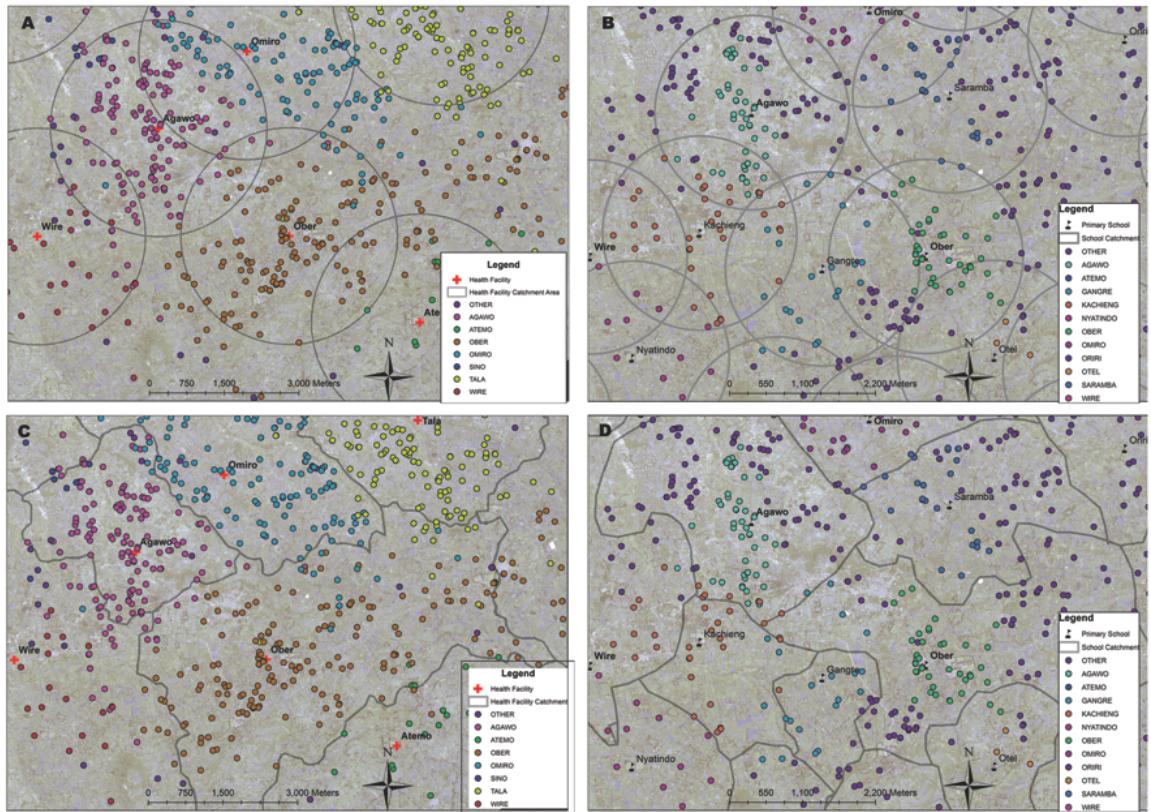 A
Omiro
Agawo
Wire
Ober
Ate
N
0 750 1,500 3,000 Meters
Legend
Health Facility
Health Facility Catchment Area
OTHER
AGAWO
ATEMO
OBER
OMIRO
SINO
TALA
WIRE
B
Omiro
Oriri
Saramba
Agawo
Kachieng
Wire
Gangre
Ober
Nyatindo
Otel
N
0 550 1,100 2,200 Meters
Legend
Primary School
School Catchment
OTHER
AGAWO
ATEMO
GANGRE
KACHIENG
NYATINDO
OBER
OMIRO
ORIRI
OTEL
SARAMBA
WIRE
C
Tala
Omiro
Agawo
Wire
Ober
Atemo
N
0 750 1,500 3,000 Meters
Legend
Health Facility
Health Facility Catchment
OTHER
AGAWO
ATEMO
OBER
OMIRO
SINO
TALA
WIRE
D
Omiro
Oriri
Saramba
Agawo
Kachieng
Wire
Gangre
Ober
Nyatindo
Otel
N
0 550 1,100 2,200 Meters
Legend
Primary School
School Catchment
OTHER
AGAWO
ATEMO
GANGRE
KACHIENG
NYATINDO
OBER
OMIRO
ORIRI
OTEL
SARAMBA
WIRE